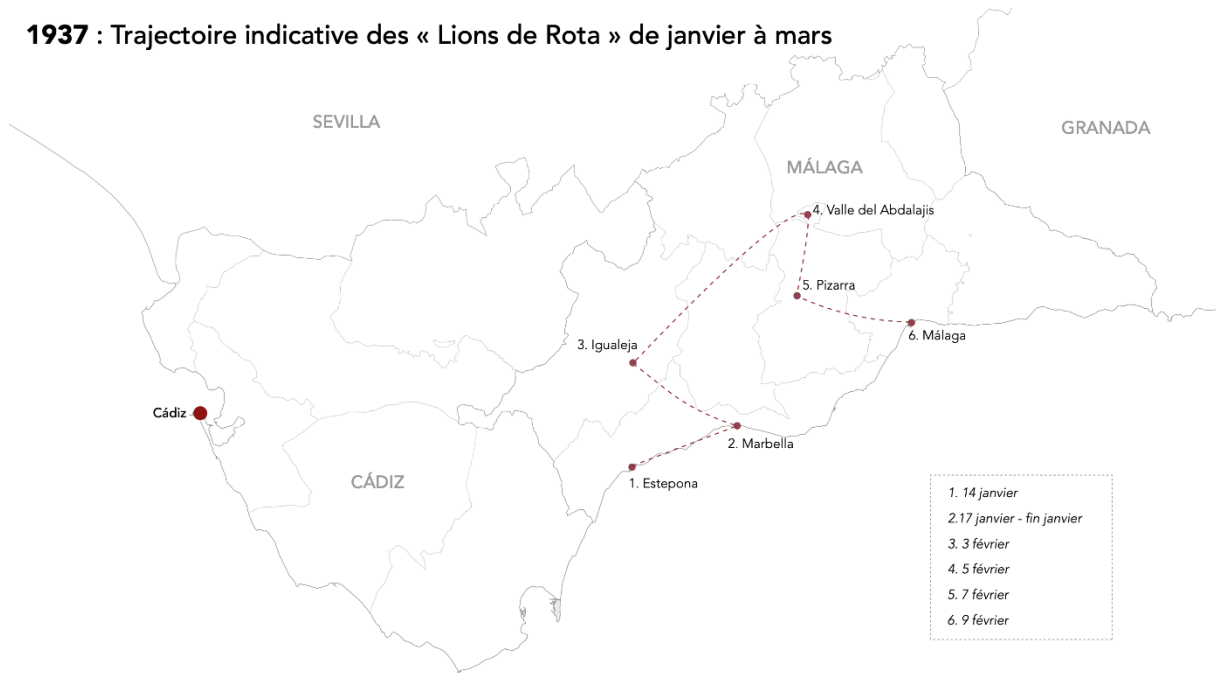 1937 : Trajectoire indicative des « Lions de Rota » de janvier à mars
SEVILLA
GRANADA
MÁLAGA
4. Valle del Abdalajis
5. Pizarra
6. Málaga
3. Igualeja
Cádiz
2. Marbella
CÁDIZ
1. Estepona
1. 14 janvier
2.17 janvier - fin janvier
3. 3 février
4. 5 février
5. 7 février
6. 9 février